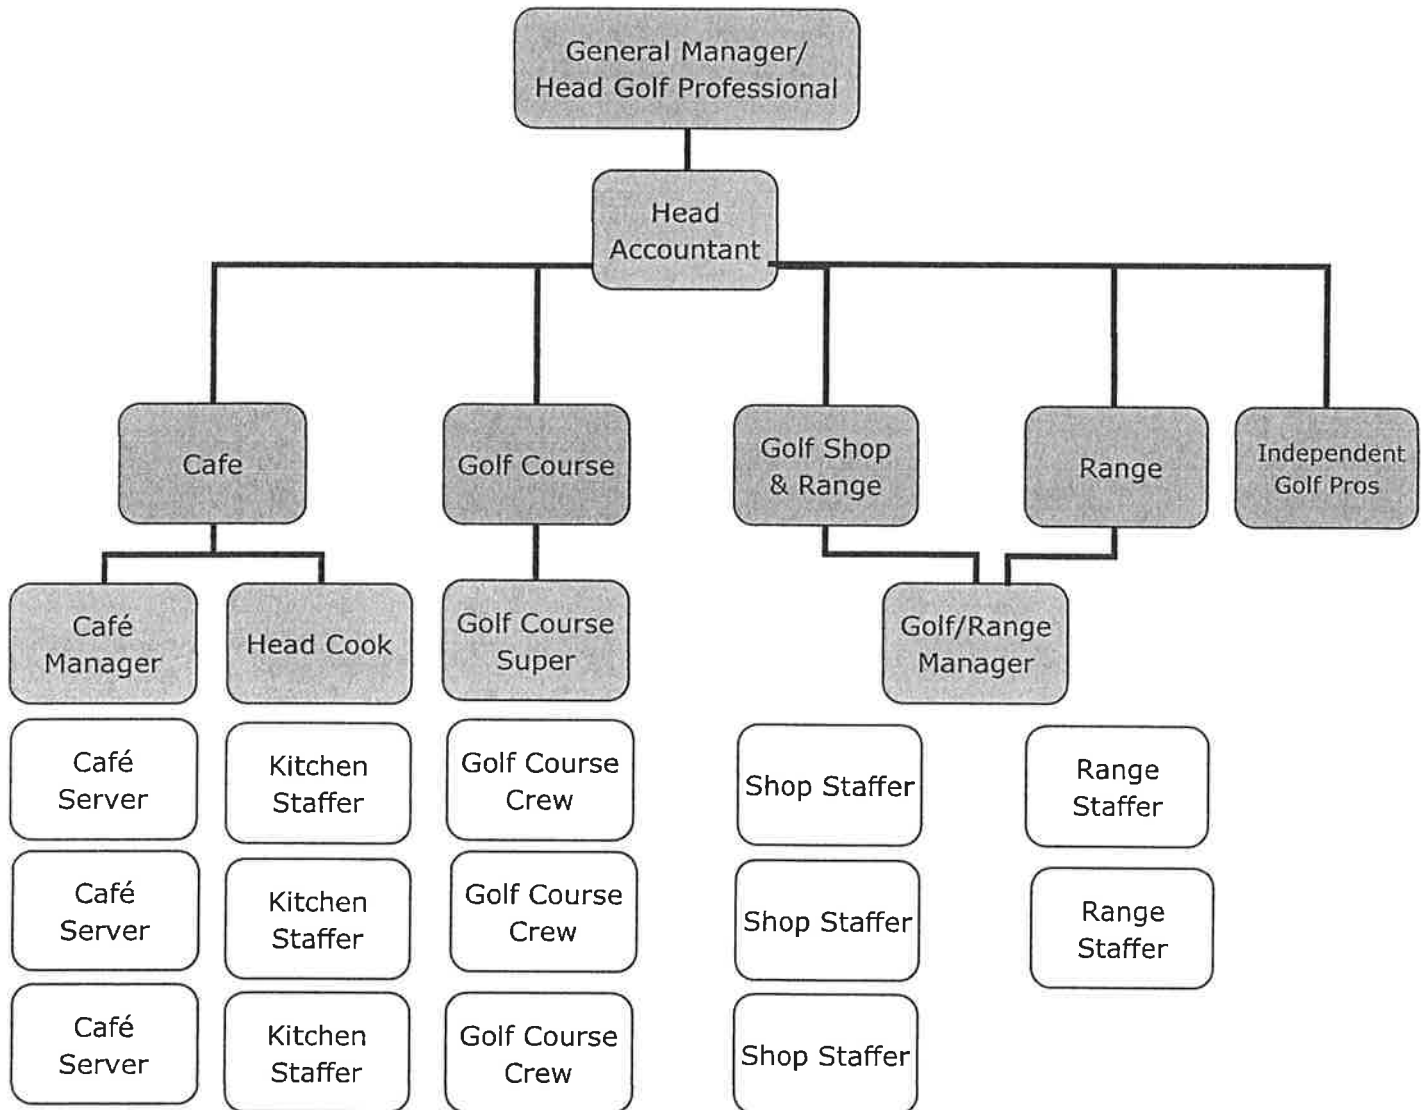 General Manager/
Head Golf Professional
Head
Accountant
Cafe
Golf Course
Golf Shop
& Range
Range
Independent
Golf Pros
Café
Manager
Head Cook
Golf Course
Super
Golf/Range
Manager
Café
Server
Kitchen
Staffer
Golf Course
Crew
Shop Staffer
Range
Staffer
Café
Server
Kitchen
Staffer
Golf Course
Crew
Shop Staffer
Range
Staffer
Café
Server
Kitchen
Staffer
Golf Course
Crew
Shop Staffer